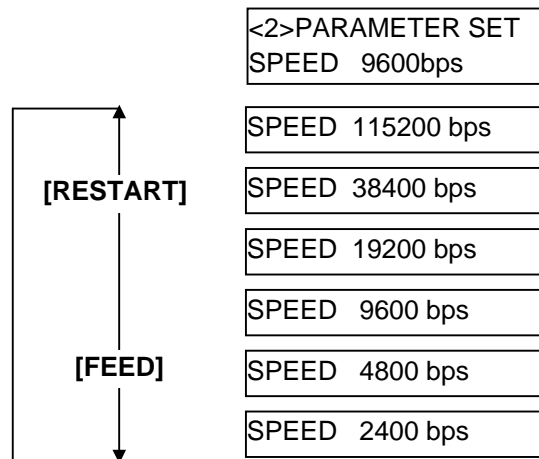 <2>PARAMETER SET
SPEED 9600bps
SPEED 115200 bps
[RESTART]
SPEED 38400 bps
SPEED 19200 bps
SPEED 9600 bps
[FEED]
SPEED 4800 bps
SPEED 2400 bps